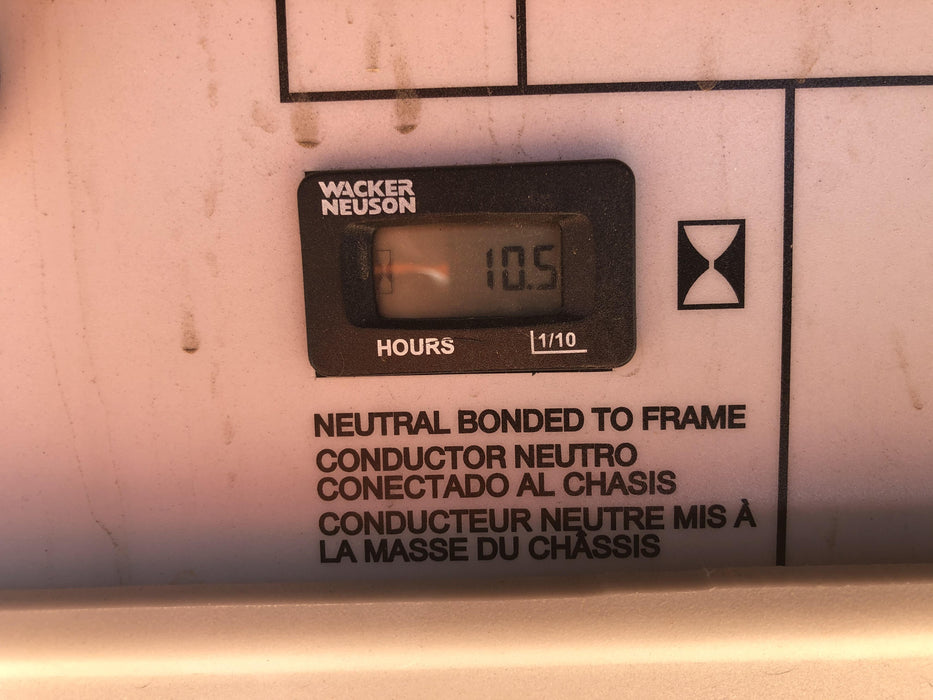 WACKER
NEUSON
10.5
HOURS
1/10
NEUTRAL BONDED TO FRAME
CONDUCTOR NEUTRO
CONECTADO AL CHASIS
CONDUCTEUR NEUTRE MIS À
LA MASSE DU CHÂSSIS